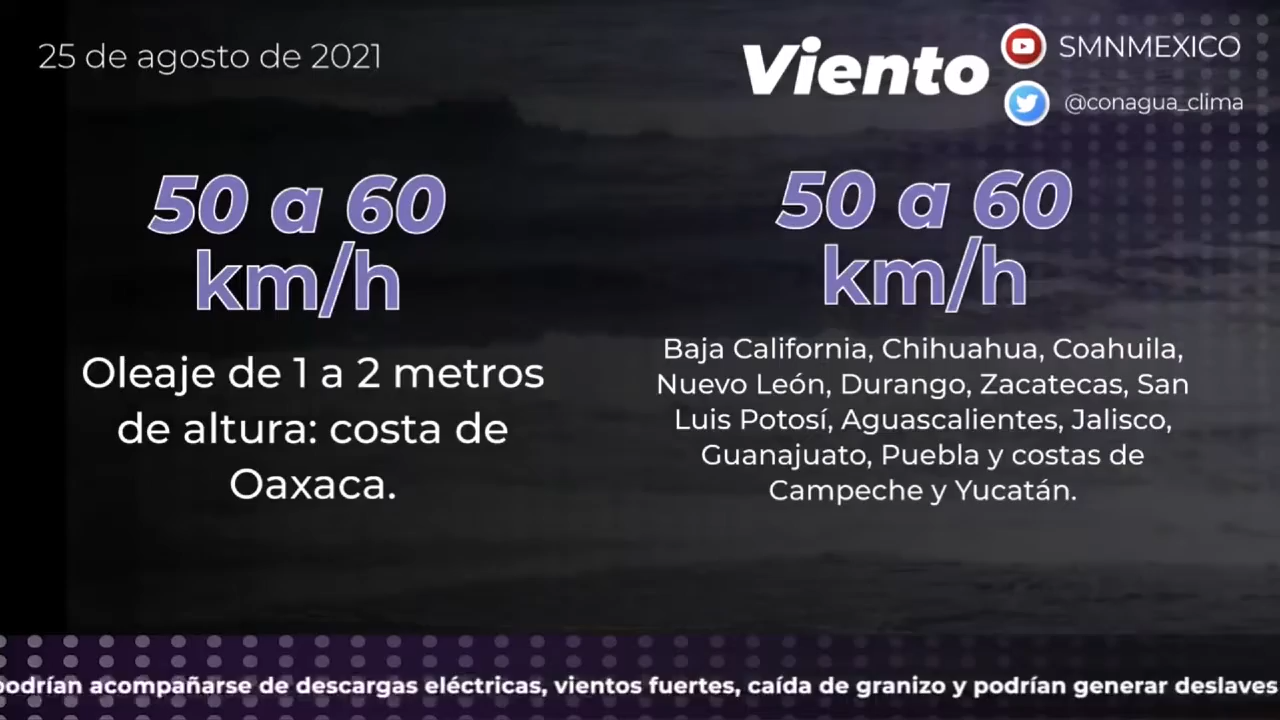 25 de agosto de 2021
Viento
SMNMEXICO
@conagua_clima
50 a 60
km/h
Oleaje de 1 a 2 metros
de altura: costa de
Oaxaca.
50 a 60
km/h
Baja California, Chihuahua, Coahuila,
Nuevo León, Durango, Zacatecas, San
Luis Potosí, Aguascalientes, Jalisco,
Guanajuato, Puebla y costas de
Campeche y Yucatán.
podrían acompañarse de descargas eléctricas, vientos fuertes, caída de granizo y podrían generar deslaves